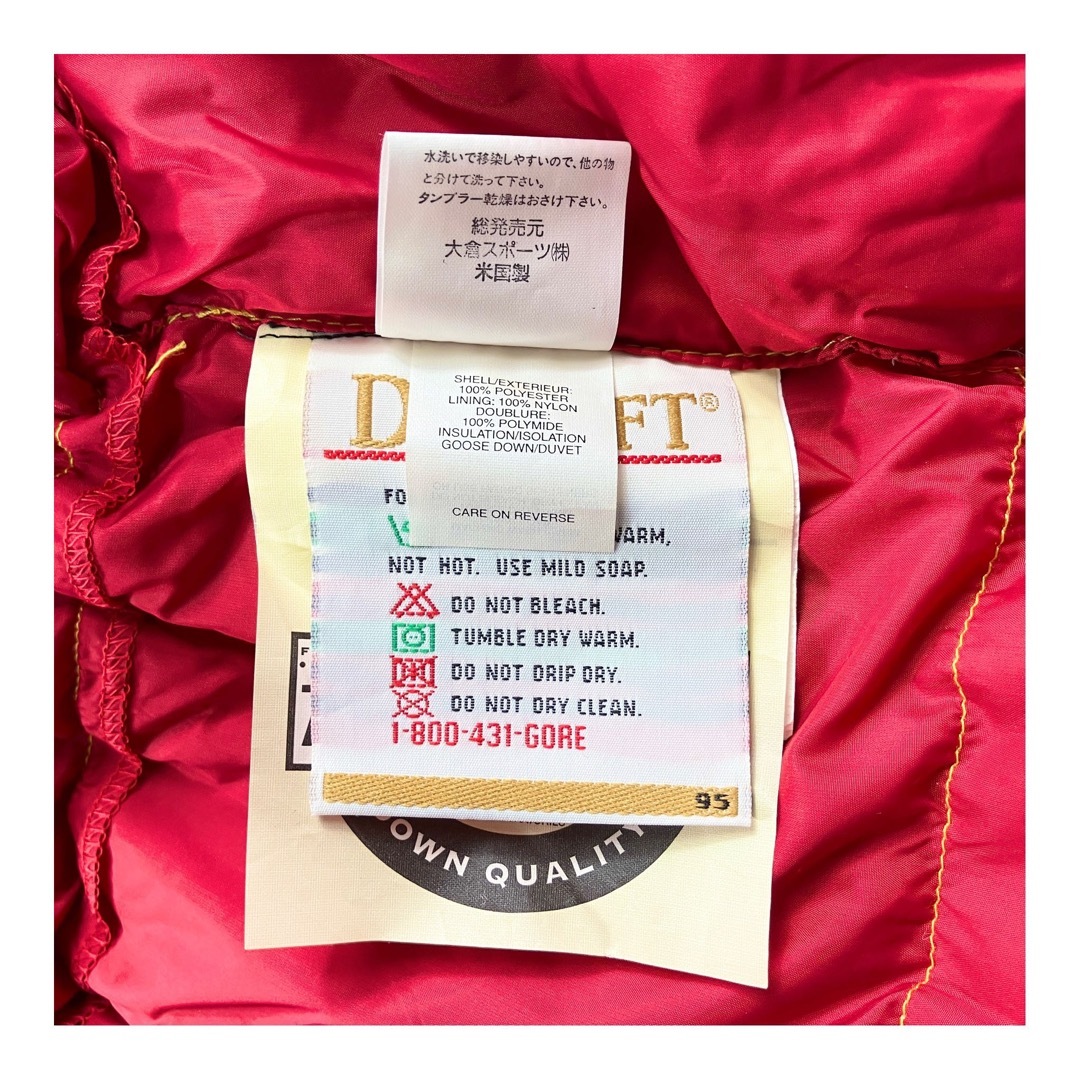 水洗いで移染しやすいので、他の物
と分けて洗って下さい。
タンブラー乾燥はおさけ下さい。
総発売元
大倉スポーツ㈱
米国製
SHELL/EXTERIEUR:
100% POLYESTER
LINING: 100% NYLON
DOUBLURE:
100% POLYMIDE
INSULATION/ISOLATION
GOOSE DOWN/DUVET
CARE ON REVERSE
D FT®
FO
WARM,
NOT HOT. USE MILD SOAP.
DO NOT BLEACH.
TUMBLE DRY WARM.
DO NOT DRIP DRY.
DO NOT DRY CLEAN.
1-800-431-GORE
95
DOWN QUALITY